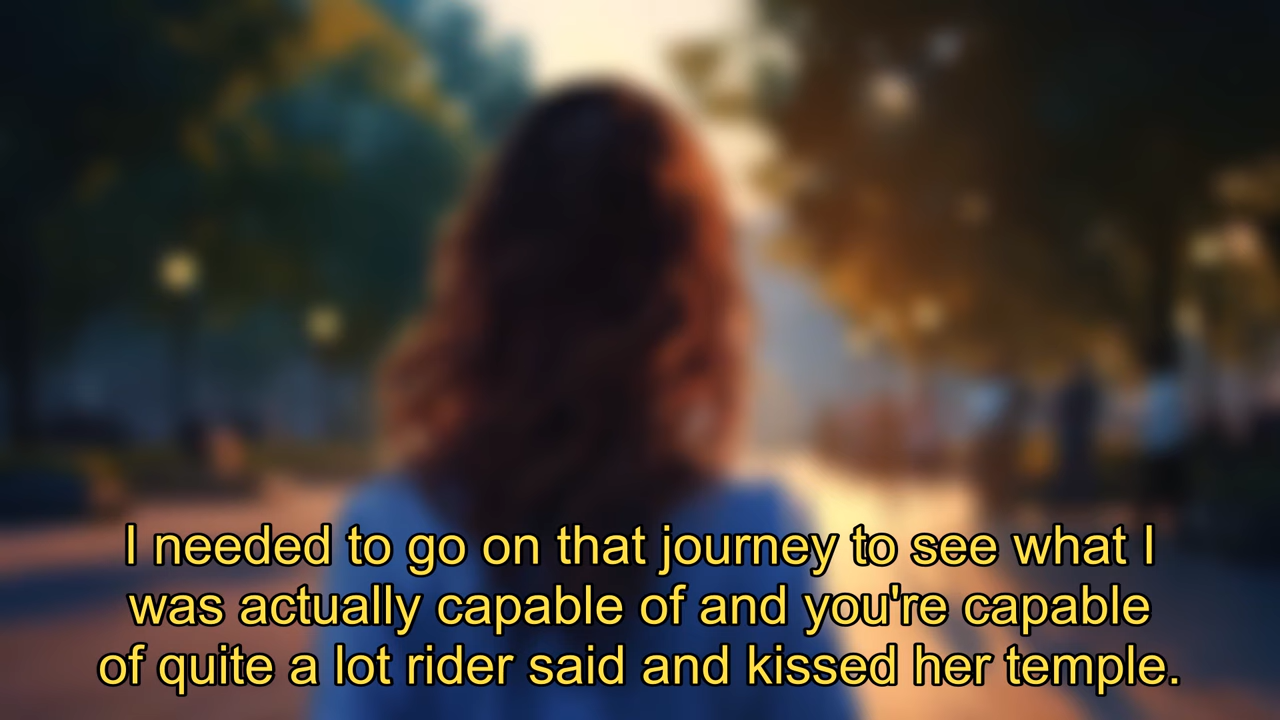 I needed to go on that journey to see what I
was actually capable of and you're capable
of quite a lot rider said and kissed her temple.